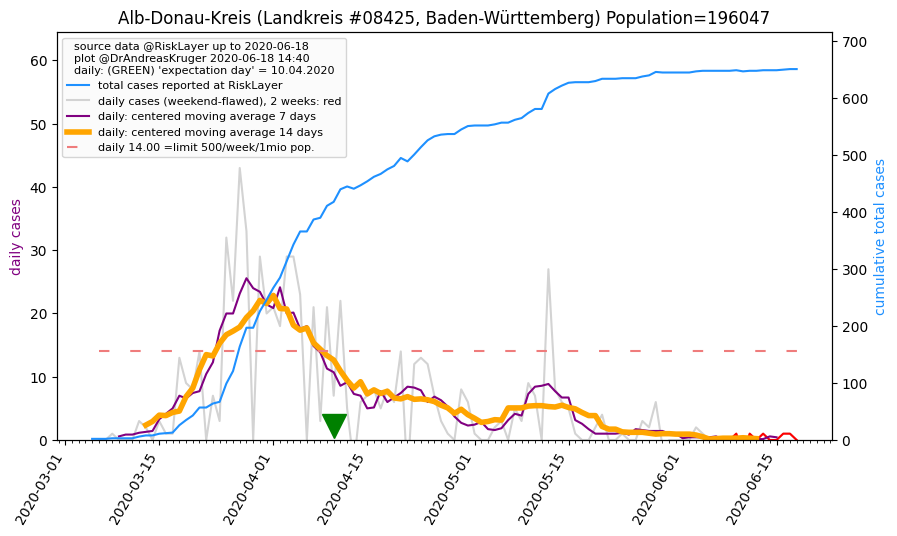 Alb-Donau-Kreis (Landkreis #08425, Baden-Württemberg) Population=196047
source data @RiskLayer up to 2020-06-18
plot @DrAndreasKruger 2020-06-18 14:40
daily: (GREEN) 'expectation day' = 10.04.2020
total cases reported at RiskLayer
daily cases (weekend-flawed), 2 weeks: red
daily: centered moving average 7 days
daily: centered moving average 14 days
daily 14.00 =limit 500/week/1mio pop.
daily cases
60
50
40
30
20
10
0
cumulative total cases
700
600
500
400
300
200
100
0
2020-03-01
2020-03-15
2020-04-01
2020-04-15
2020-05-01
2020-05-15
2020-06-01
2020-06-15